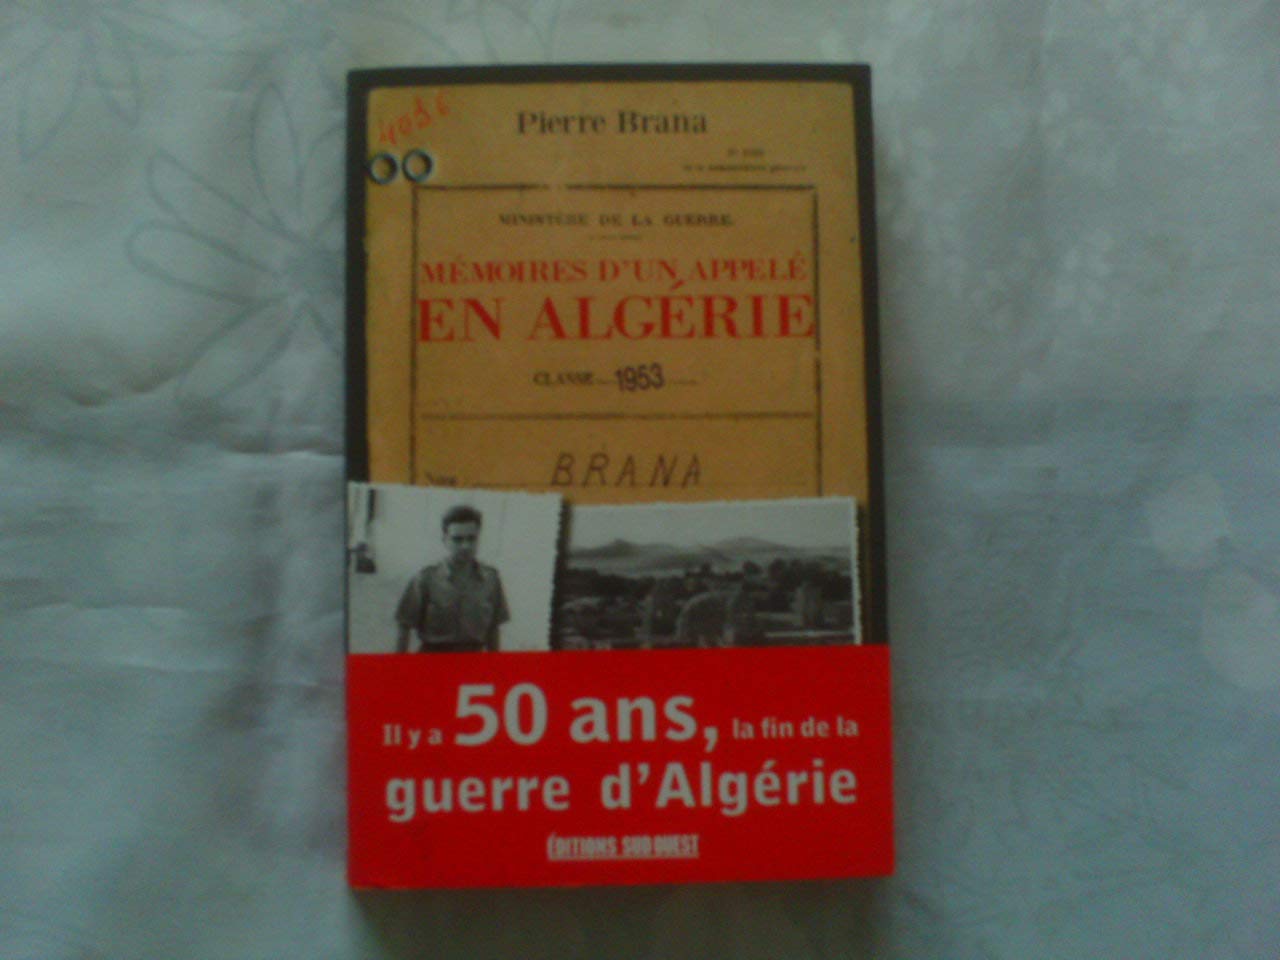 Pierre Brana
MINISTÈRE DE LA GUERRE.
MÉMOIRES D'UN APPELÉ
EN ALGÉRIE
CLASSE 1953
Nom BRANA
Il y a 50 ans, la fin de la
guerre d'Algérie
ÉDITIONS SUD OUEST